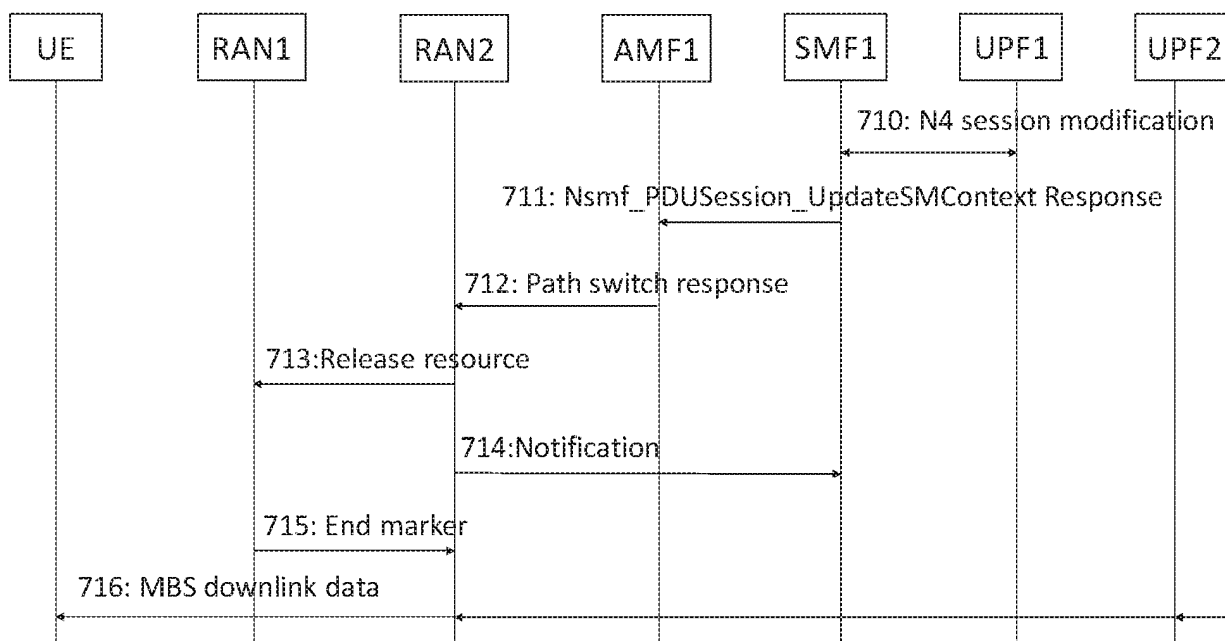 UE RAN1 RAN2 AMF1 SMF1 UPF1 UPF2
710: N4 session modification
711: Nsmf_PDUSession_UpdateSMContext Response
712: Path switch response
713:Release resource
714:Notification
715: End marker
716: MBS downlink data